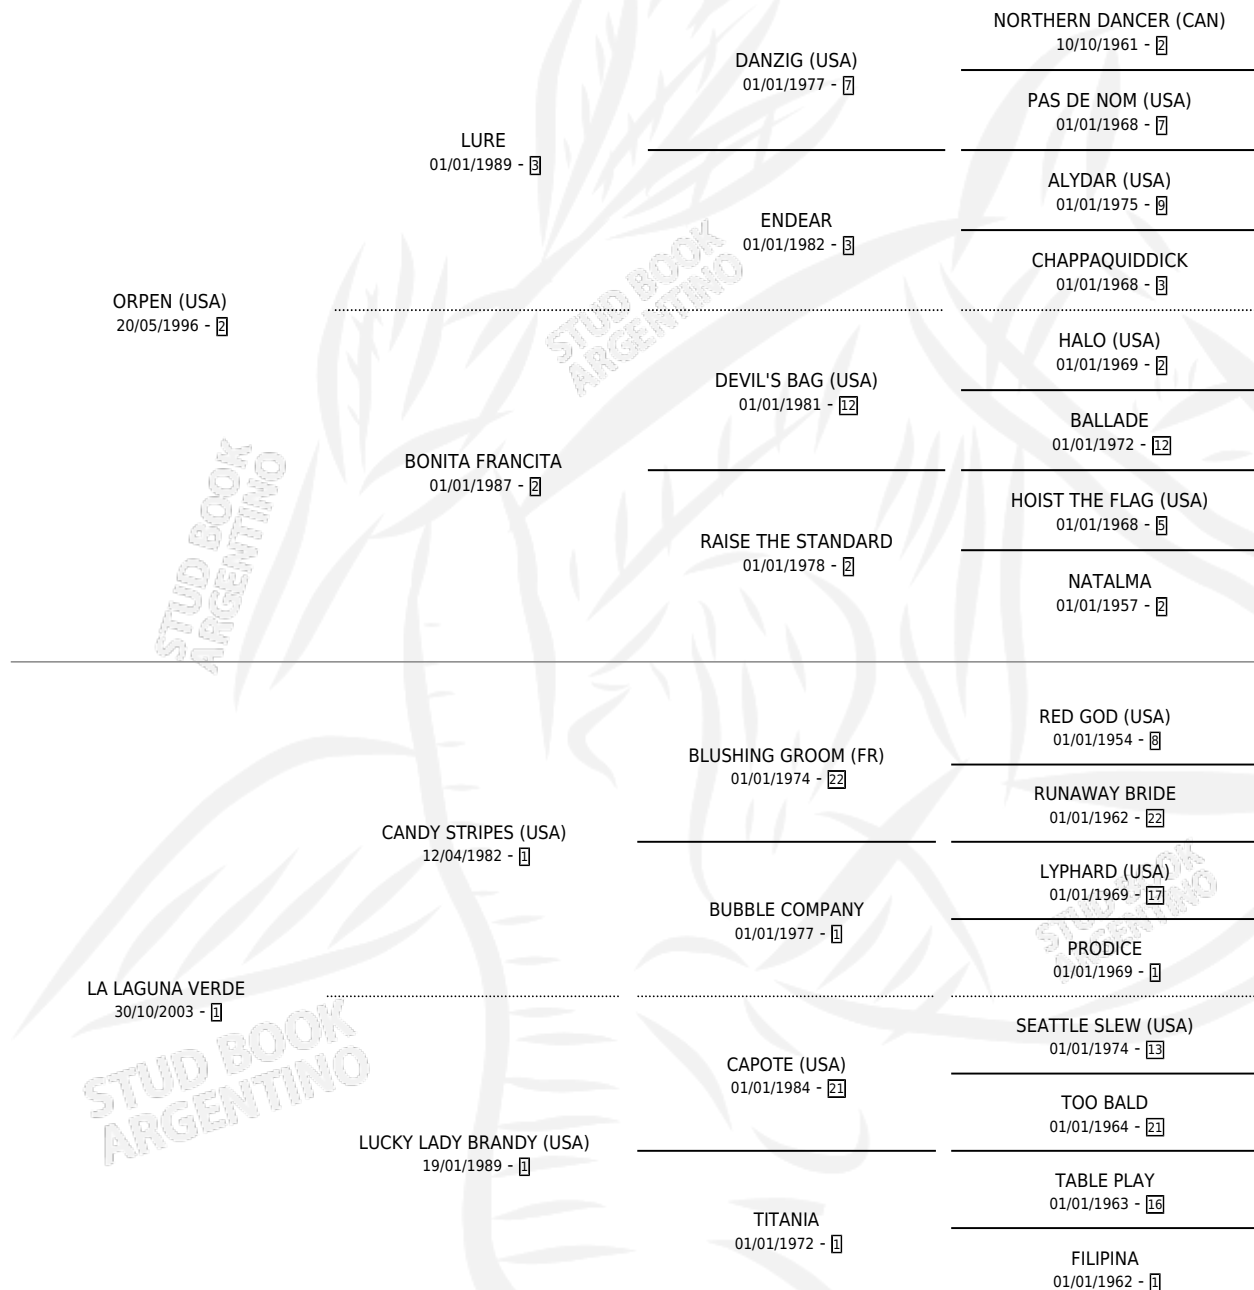 NORTHERN DANCER (CAN)
10/10/1961 - 2
DANZIG (USA)
01/01/1977 - 7
PAS DE NOM (USA)
01/01/1968 - 7
LURE
01/01/1989 - 3
ALYDAR (USA)
01/01/1975 - 9
ENDEAR
01/01/1982 - 3
CHAPPAQUIDDICK
01/01/1968 - 3
ORPEN (USA)
20/05/1996 - 2
HALO (USA)
01/01/1969 - 2
DEVIL'S BAG (USA)
01/01/1981 - 12
BALLADE
01/01/1972 - 12
BONITA FRANCITA
01/01/1987 - 2
HOIST THE FLAG (USA)
01/01/1968 - 5
RAISE THE STANDARD
01/01/1978 - 2
NATALMA
01/01/1957 - 2
STUD BOOK
ARGENTINO
STUD BOOK
ARGENTINO
RED GOD (USA)
01/01/1954 - 8
BLUSHING GROOM (FR)
01/01/1974 - 22
RUNAWAY BRIDE
01/01/1962 - 22
CANDY STRIPES (USA)
12/04/1982 - 1
LYPHARD (USA)
01/01/1969 - 17
BUBBLE COMPANY
01/01/1977 - 1
PRODICE
01/01/1969 - 1
STUD BOOK
ARGENTINO
LA LAGUNA VERDE
30/10/2003 - 1
SEATTLE SLEW (USA)
01/01/1974 - 13
CAPOTE (USA)
01/01/1984 - 21
TOO BALD
01/01/1964 - 21
STUD BOOK
ARGENTINO
LUCKY LADY BRANDY (USA)
19/01/1989 - 1
TABLE PLAY
01/01/1963 - 16
TITANIA
01/01/1972 - 1
FILIPINA
01/01/1962 - 1